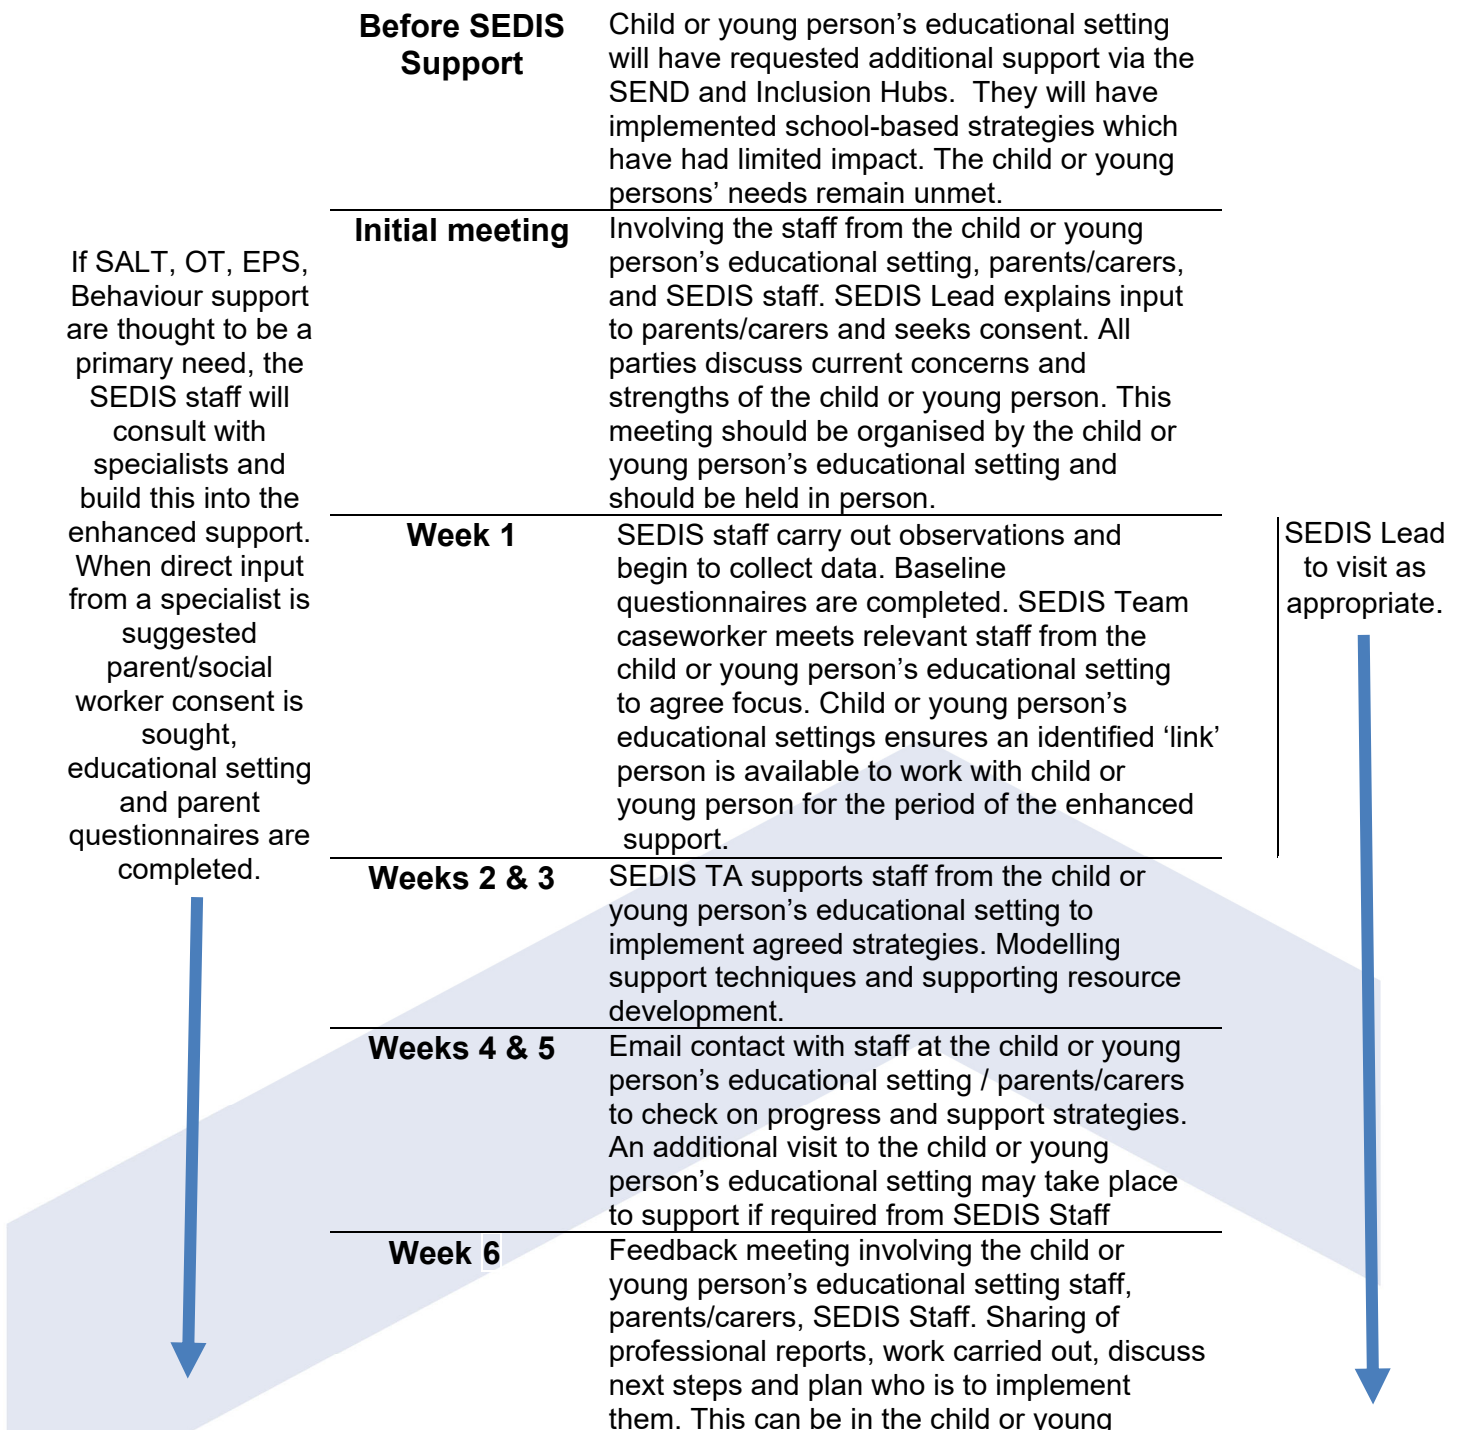 Before SEDIS
Support
Child or young person’s educational setting
will have requested additional support via the
SEND and Inclusion Hubs.  They will have
implemented school-based strategies which
have had limited impact. The child or young
persons’ needs remain unmet.
If SALT, OT, EPS,
Behaviour support
are thought to be a
primary need, the
SEDIS staff will
consult with
specialists and
build this into the
enhanced support.
When direct input
from a specialist is
suggested
parent/social
worker consent is
sought,
educational setting
and parent
questionnaires are
completed.
Initial meeting
Involving the staff from the child or young
person’s educational setting, parents/carers,
and SEDIS staff. SEDIS Lead explains input
to parents/carers and seeks consent. All
parties discuss current concerns and
strengths of the child or young person. This
meeting should be organised by the child or
young person’s educational setting and
should be held in person.
Week 1
SEDIS staff carry out observations and
begin to collect data. Baseline
questionnaires are completed. SEDIS Team
caseworker meets relevant staff from the
child or young person’s educational setting
to agree focus. Child or young person’s
educational settings ensures an identified ‘link’
person is available to work with child or
young person for the period of the enhanced
support.
SEDIS Lead
to visit as
appropriate.
Weeks 2 & 3
SEDIS TA supports staff from the child or
young person’s educational setting to
implement agreed strategies. Modelling
support techniques and supporting resource
development.
Weeks 4 & 5
Email contact with staff at the child or young
person’s educational setting / parents/carers
to check on progress and support strategies.
An additional visit to the child or young
person’s educational setting may take place
to support if required from SEDIS Staff
Week 6
Feedback meeting involving the child or
young person’s educational setting staff,
parents/carers, SEDIS Staff. Sharing of
professional reports, work carried out, discuss
next steps and plan who is to implement
them. This can be in the child or young